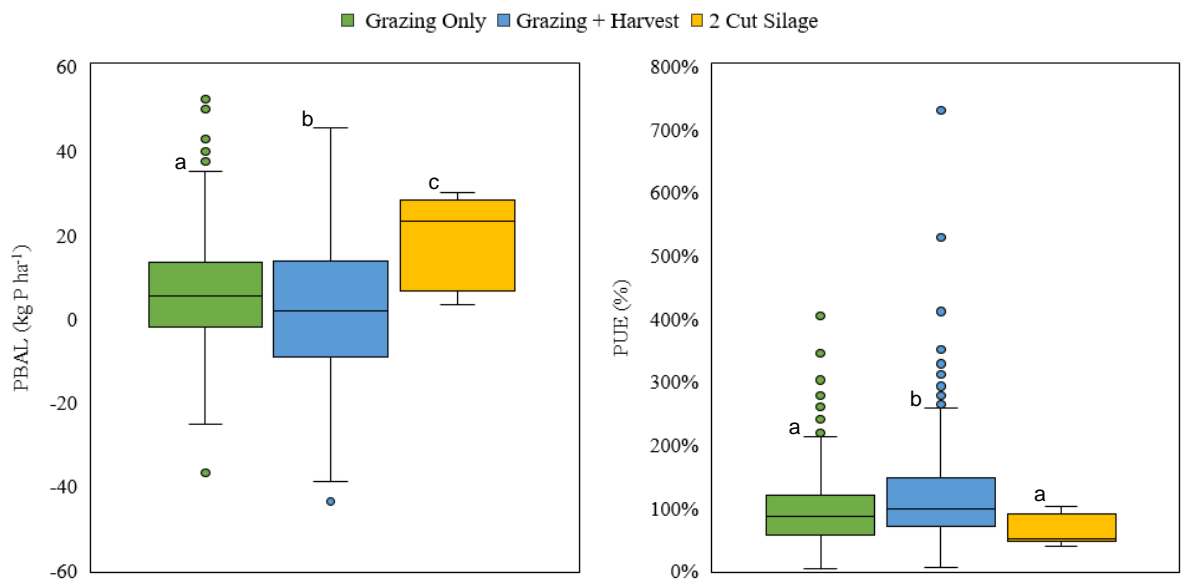 Grazing Only Grazing + Harvest 2 Cut Silage
60
40
20
0
-20
-40
-60
PBAL (kg P ha-1)
a
b
c
800%
700%
600%
500%
400%
300%
200%
100%
0%
PUE (%)
a
b
a